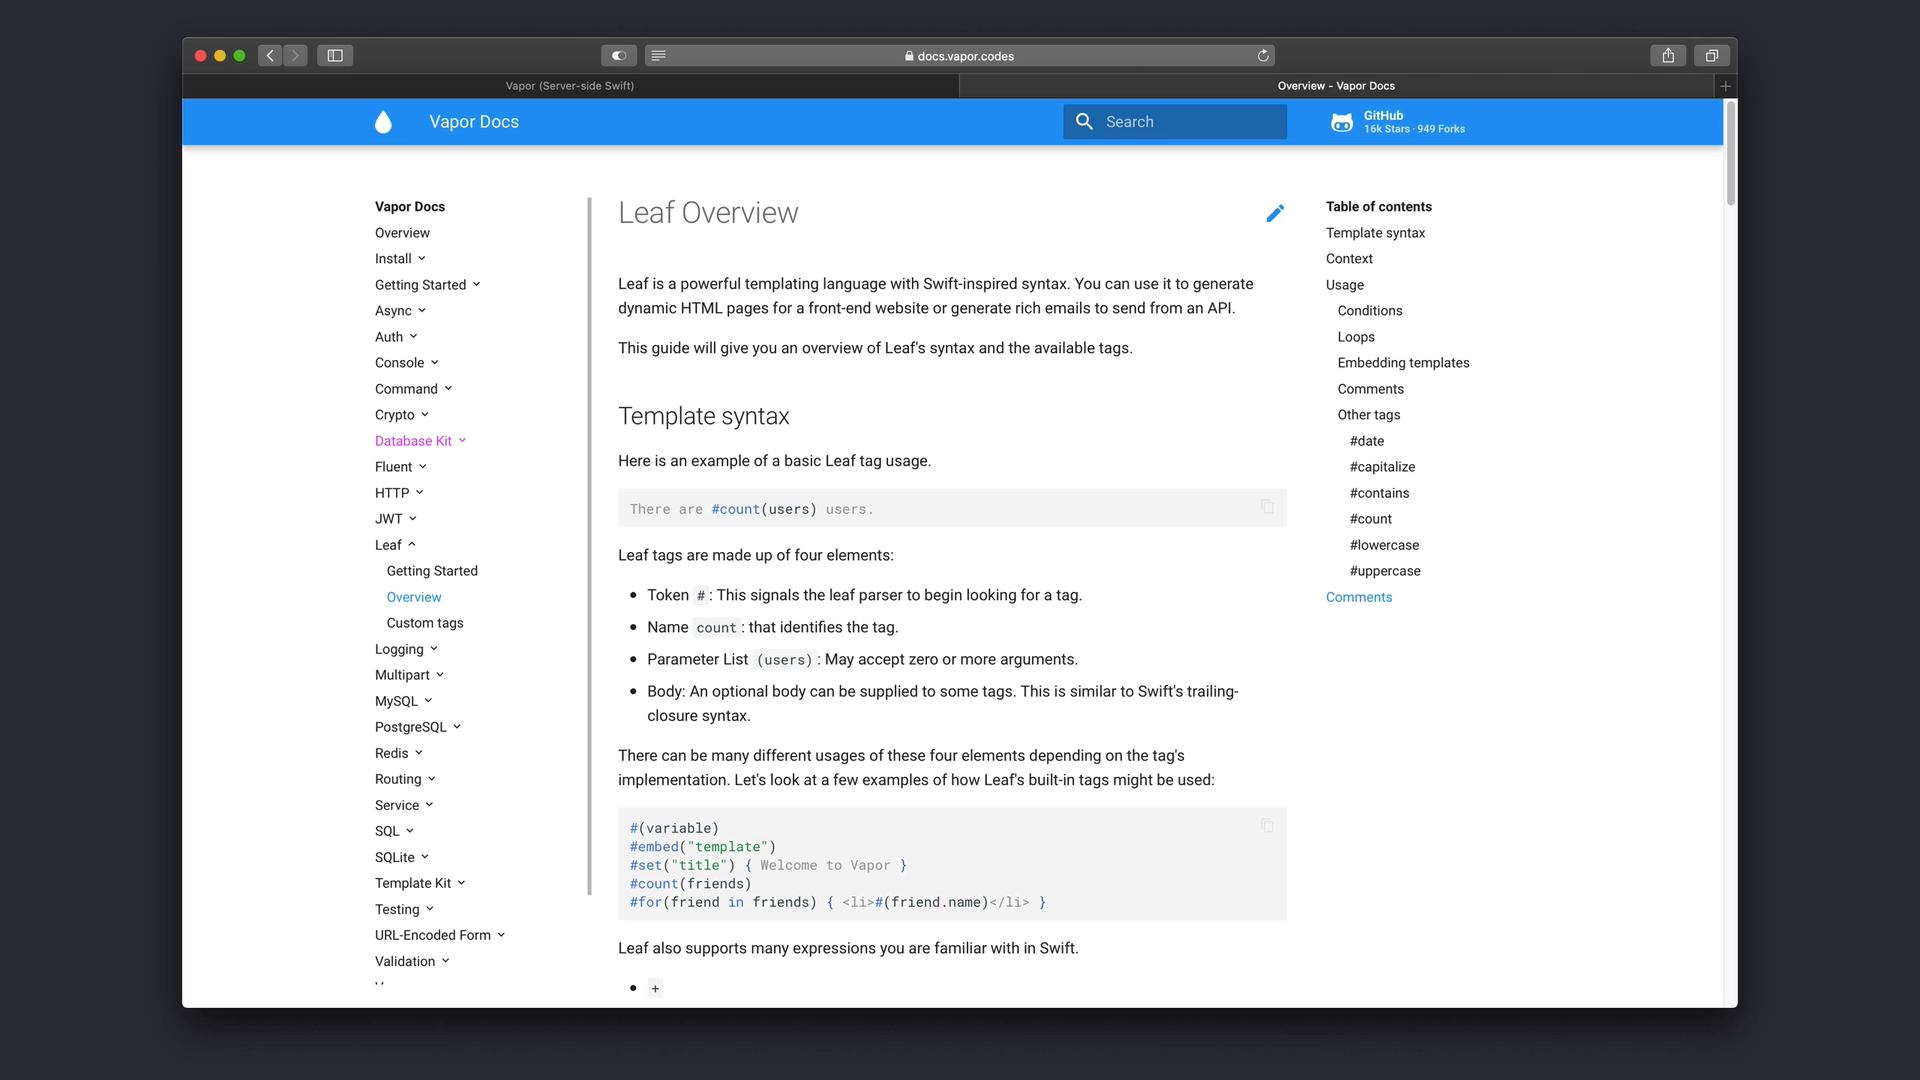 docs.vapor.codes
Vapor (Server-side Swift)
Overview - Vapor Docs
Vapor Docs
Search
GitHub
16k Stars · 949 Forks
Vapor Docs
Overview
Install
Getting Started
Async
Auth
Console
Command
Crypto
Database Kit
Fluent
HTTP
JWT
Leaf
Getting Started
Overview
Custom tags
Logging
Multipart
MySQL
PostgreSQL
Redis
Routing
Service
SQL
SQLite
Template Kit
Testing
URL-Encoded Form
Validation
Leaf Overview
Leaf is a powerful templating language with Swift-inspired syntax. You can use it to generate
dynamic HTML pages for a front-end website or generate rich emails to send from an API.
This guide will give you an overview of Leaf's syntax and the available tags.
Template syntax
Here is an example of a basic Leaf tag usage.
There are #count(users) users.
Leaf tags are made up of four elements:
• Token # : This signals the leaf parser to begin looking for a tag.
• Name count : that identifies the tag.
• Parameter List (users) : May accept zero or more arguments.
• Body: An optional body can be supplied to some tags. This is similar to Swift's trailing-
closure syntax.
There can be many different usages of these four elements depending on the tag's
implementation. Let's look at a few examples of how Leaf's built-in tags might be used:
#(variable)
#embed("template")
#set("title") { Welcome to Vapor }
#count(friends)
#for(friend in friends) { <li>#(friend.name)</li> }
Leaf also supports many expressions you are familiar with in Swift.
• +
Table of contents
Template syntax
Context
Usage
Conditions
Loops
Embedding templates
Comments
Other tags
#date
#capitalize
#contains
#count
#lowercase
#uppercase
Comments